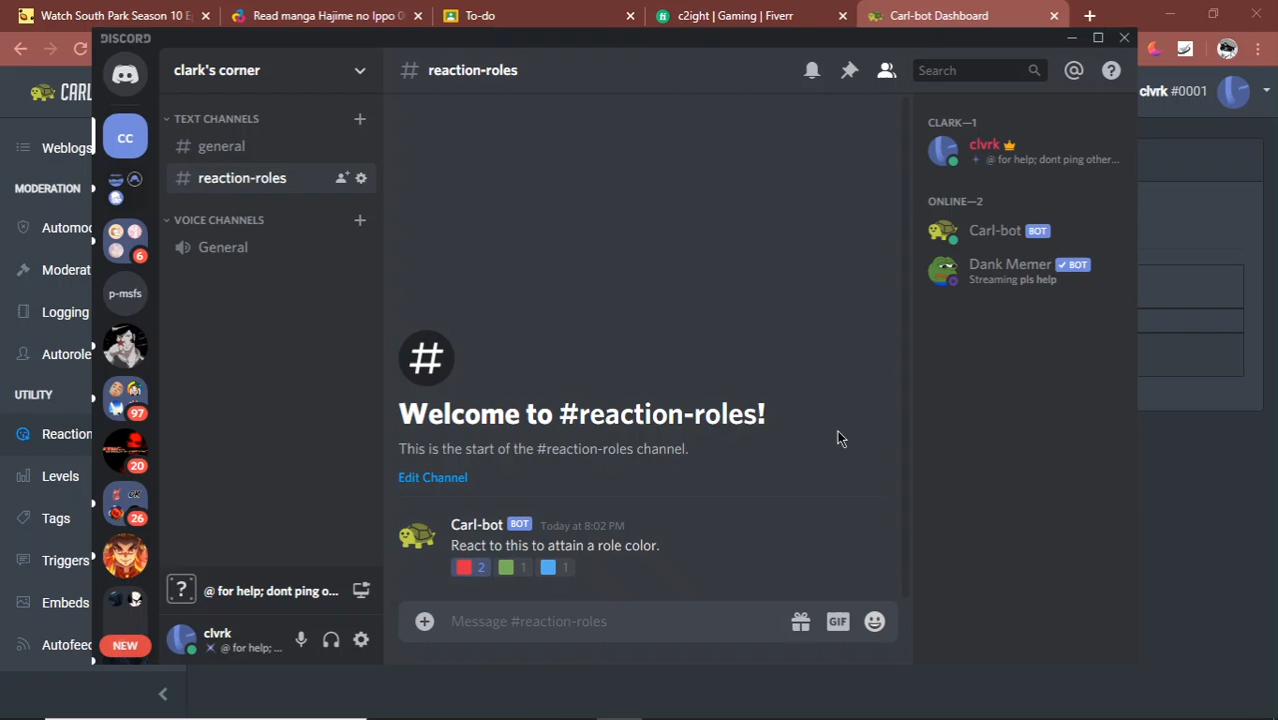 Watch South Park Season 10 E
Read manga Hajime no Ippo 0
To-do
c2ight | Gaming | Fiverr
Carl-bot Dashboard
CARL
Weblogs
MODERATION
Automod
Moderat
Logging
Autorole
UTILITY
Reaction
Levels
Tags
Triggers
Embeds
Autofeed
clvrk #0001
DISCORD
CC
6
p-msfs
97
20
26
NEW
clark's corner
TEXT CHANNELS
# general
# reaction-roles
VOICE CHANNELS
General
? @ for help; dont ping o...
clvrk
@ for help; ...
# reaction-roles
Search
Welcome to #reaction-roles!
This is the start of the #reaction-roles channel.
Edit Channel
Carl-bot BOT Today at 8:02 PM
React to this to attain a role color.
2 1 1
Message #reaction-roles
GIF
CLARK—1
clvrk
@ for help; dont ping other...
ONLINE—2
Carl-bot BOT
Dank Memer ✓ BOT
Streaming pls help